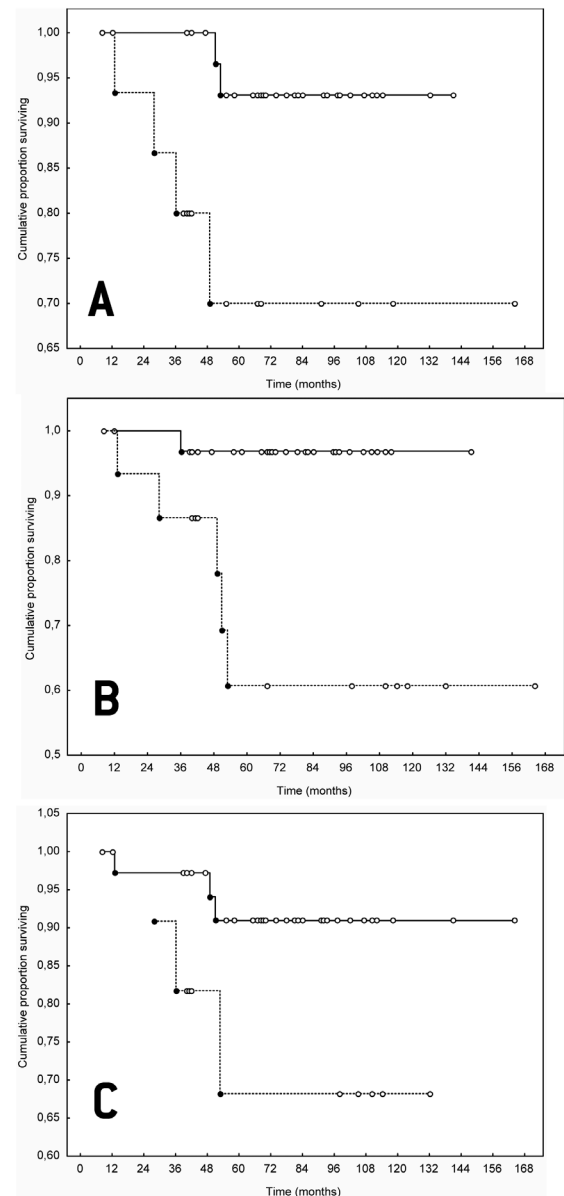 1,00
0,95
0,90
0,85
0,80
0,75
0,70
0,65
Cumulative proportion surviving
A
0 12 24 36 48 60 72 84 96 108 120 132 144 156 168
Time (months)
1,0
0,9
0,8
0,7
0,6
0,5
Cumulative proportion surviving
B
0 12 24 36 48 60 72 84 96 108 120 132 144 156 168
Time (months)
1,05
1,00
0,95
0,90
0,85
0,80
0,75
0,70
0,65
0,60
Cumulative proportion surviving
C
0 12 24 36 48 60 72 84 96 108 120 132 144 156 168
Time (months)